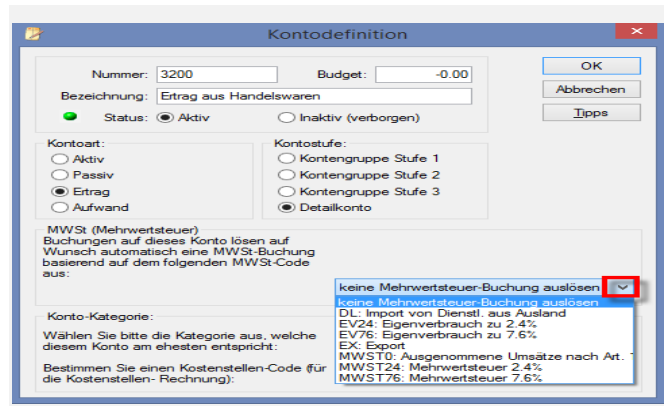 Kontodefinition
Nummer: 3200 Budget: -0.00
OK
Bezeichnung: Ertrag aus Handelswaren
Abbrechen
Status: Aktiv Inaktiv (verborgen)
Tipps
Kontoart:
Aktiv
Passiv
Ertrag
Aufwand
Kontostufe:
Kontengruppe Stufe 1
Kontengruppe Stufe 2
Kontengruppe Stufe 3
Detailkonto
MWSt (Mehrwertsteuer)
Buchungen auf dieses Konto lösen auf
Wunsch automatisch eine MWSt-Buchung
basierend auf dem folgenden MWSt-Code
aus:
keine Mehrwertsteuer-Buchung auslösen
keine Mehrwertsteuer-Buchung auslösen
DL: Import von Dienstl. aus Ausland
EV24: Eigenverbrauch zu 2.4%
EV76: Eigenverbrauch zu 7.6%
EX: Export
MWST0: Ausgenommene Umsätze nach Art.
MWST24: Mehrwertsteuer 2.4%
MWST76: Mehrwertsteuer 7.6%
Konto-Kategorie:
Wählen Sie bitte die Kategorie aus, welche
diesem Konto am ehesten entspricht:
Bestimmen Sie einen Kostenstellen-Code (für
die Kostenstellen- Rechnung):